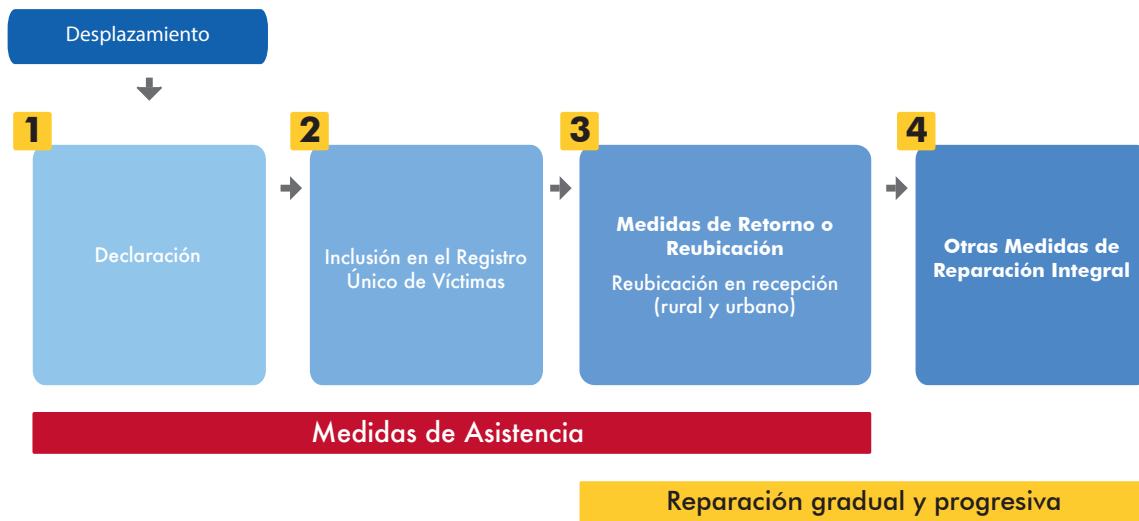 Desplazamiento
1
Declaración
2
Inclusión en el Registro
Único de Víctimas
3
Medidas de Retorno o
Reubicación
Reubicación en recepción
(rural y urbano)
4
Otras Medidas de
Reparación Integral
Medidas de Asistencia
Reparación gradual y progresiva